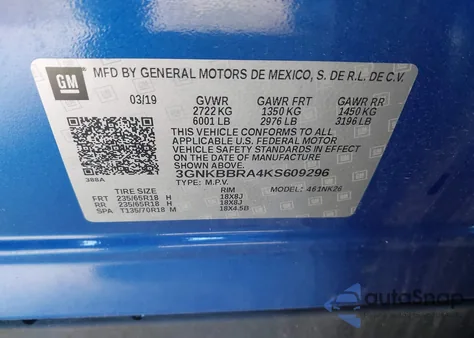 GM
MFD BY GENERAL MOTORS DE MEXICO, S. DE R.L. DE C.V.
03/19 GVWR GAWR FRT GAWR RR
2722 KG 1350 KG 1450 KG
6001 LB 2976 LB 3196 LB
THIS VEHICLE CONFORMS TO ALL
APPLICABLE U.S. FEDERAL MOTOR
VEHICLE SAFETY STANDARDS IN EFFECT
ON THE DATE OF MANUFACTURE SHOWN ABOVE.
3GNKBBRA4KS609296
388A
TYPE: M.P.V. MODEL: 461NK26
TIRE SIZE RIM
FRT 235/65R18 H 18X8J
RR 235/65R18 H 18X8J
SPA T135/70R18 M 18X4.5B
autoSnap